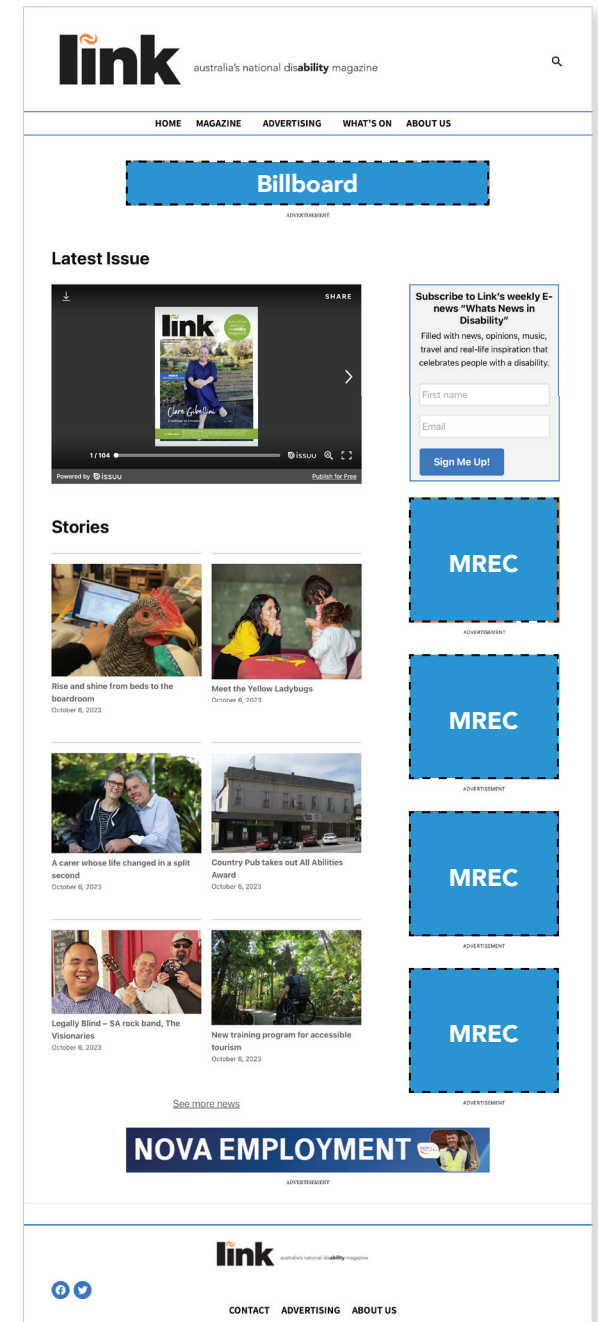 link
australia's national disability magazine
HOME MAGAZINE ADVERTISING WHAT'S ON ABOUT US
Billboard
ADVERTISEMENT
Latest Issue
SHARE
link
Clare Gibellini
1 / 104
issuu
Powered by issuu
Publish for Free
Subscribe to Link's weekly E-
news “Whats News in
Disability”
Filled with news, opinions, music,
travel and real-life inspiration that
celebrates people with a disability.
First name
Email
Sign Me Up!
MREC
ADVERTISEMENT
MREC
ADVERTISEMENT
MREC
ADVERTISEMENT
MREC
ADVERTISEMENT
Stories
Rise and shine from beds to the
boardroom
October 6, 2023
Meet the Yellow Ladybugs
October 6, 2023
A carer whose life changed in a split
second
October 6, 2023
Country Pub takes out All Abilities
Award
October 6, 2023
Legally Blind – SA rock band, The
Visionaries
October 6, 2023
New training program for accessible
tourism
October 6, 2023
See more news
NOVA EMPLOYMENT
ADVERTISEMENT
link
australia's national disability magazine
CONTACT ADVERTISING ABOUT US